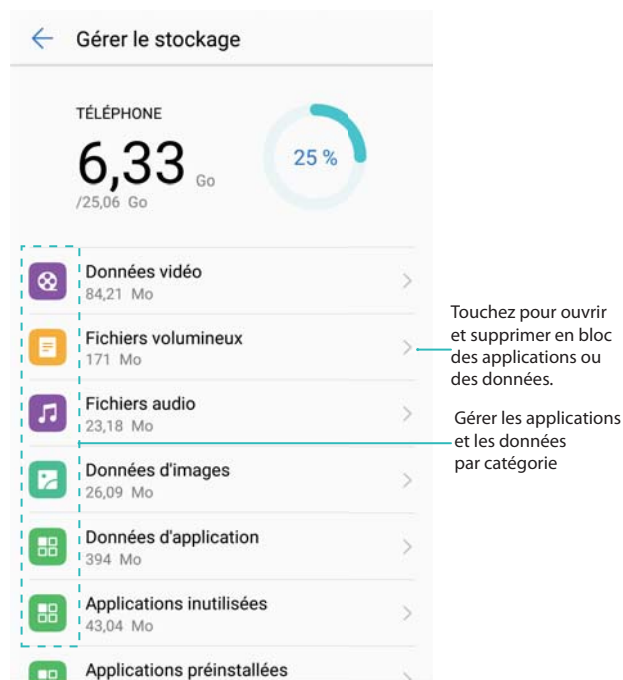 Gérer le stockage
TÉLÉPHONE
6,33 Go
/25,06 Go
25 %
Données vidéo
84,21 Mo
Fichiers volumineux
171 Mo
Fichiers audio
23,18 Mo
Données d'images
26,09 Mo
Données d'application
394 Mo
Applications inutilisées
43,04 Mo
Applications préinstallées
Touchez pour ouvrir
et supprimer en bloc
des applications ou
des données.
Gérer les applications
et les données
par catégorie